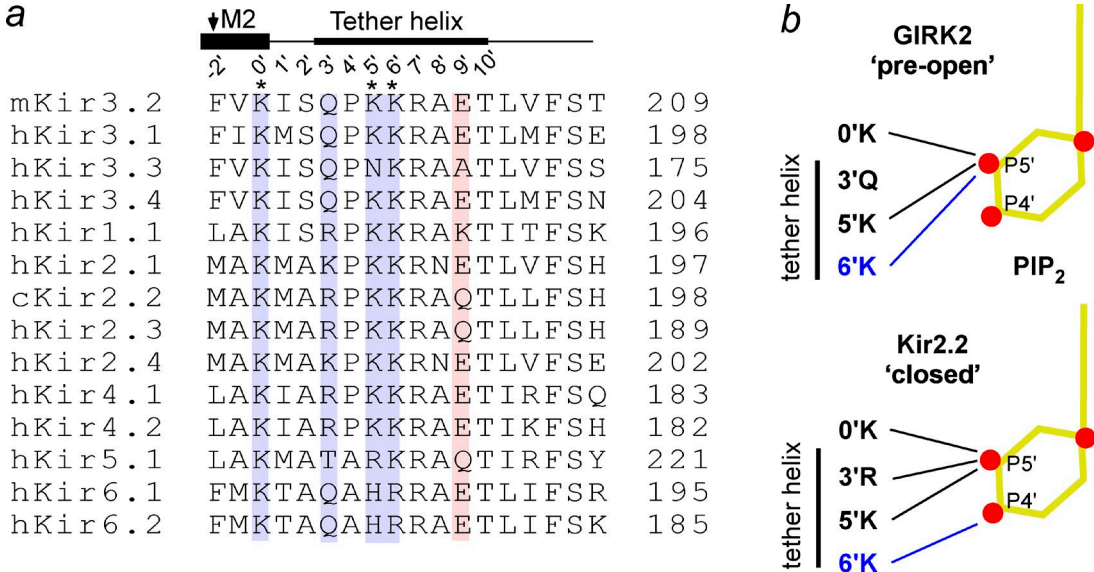 a
M2
Tether helix
-2' 0' 1' 2' 3' 4' 5' 6' 7' 8' 9' 10'
* * *
mKir3.2 FVKISQPKKRAETLVFST 209
hKir3.1 FIKMSQPKKRAETLMFSE 198
hKir3.3 FVKISQPNKRAATLVFSS 175
hKir3.4 FVKISQPKKRAETLMFSN 204
hKir1.1 LAKISRPKKRAKTITFSK 196
hKir2.1 MAKMAKPKKRNETLVFSH 197
cKir2.2 MAKMARPKKRAQTLLFSH 198
hKir2.3 MAKMARPKKRAQTLLFSH 189
hKir2.4 MAKMAKPKKRNETLVFSE 202
hKir4.1 LAKIARPKKRAETIRFSQ 183
hKir4.2 LAKIARPKKRAETIKFSH 182
hKir5.1 LAKMATARKRAQTIRFSY 221
hKir6.1 FMKTAQAHRRAETLIFSR 195
hKir6.2 FMKTAQAHRRAETLIFSK 185
b
GIRK2
'pre-open'
0'K
3'Q
5'K
6'K
tether helix
P5'
P4'
PIP2
Kir2.2
'closed'
0'K
3'R
5'K
6'K
tether helix
P5'
P4'